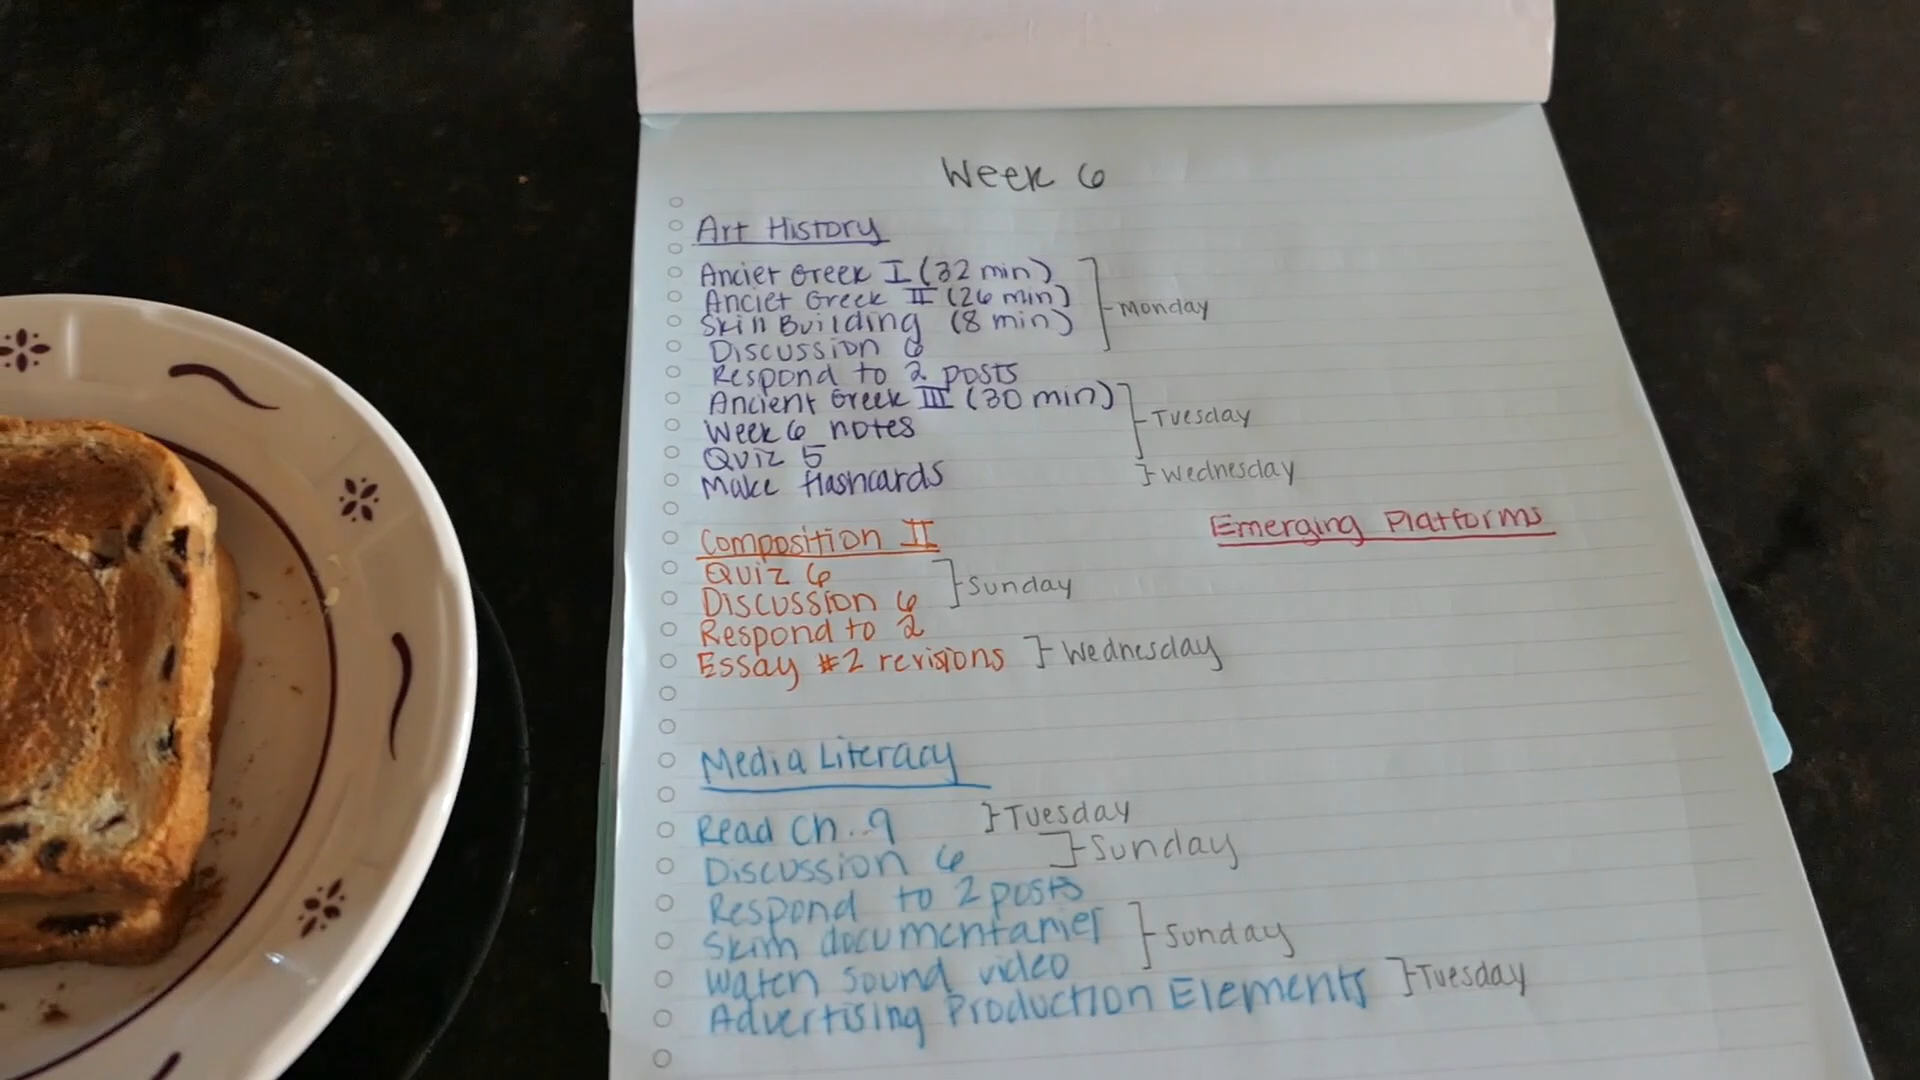 Week 6
Art History
Anciet Greek I (32 min)
Anciet Greek II (26 min)
Skill Building (8 min)
Monday
Discussion 6
Respond to 2 posts
Ancient Greek III (30 min)
Week 6 notes
Tuesday
Quiz 5
Make flashcards
Wednesday
Composition II
Quiz 6
Discussion 6
Sunday
Respond to 2
Essay #2 revisions
Wednesday
Emerging Platforms
Media Literacy
Read Ch. 9
Tuesday
Discussion 6
Sunday
Respond to 2 posts
Skim
Watch sound video
Sunday
Advertising Production Elements
Tuesday